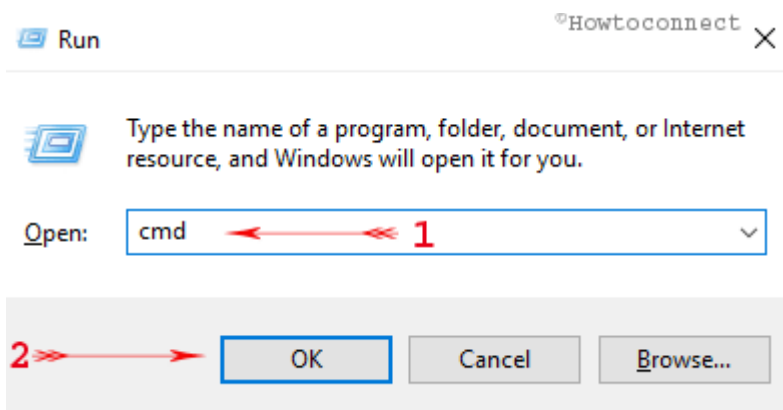 ©Howtoconnect
Run
Type the name of a program, folder, document, or Internet
resource, and Windows will open it for you.
Open: cmd 1
2 OK Cancel Browse...